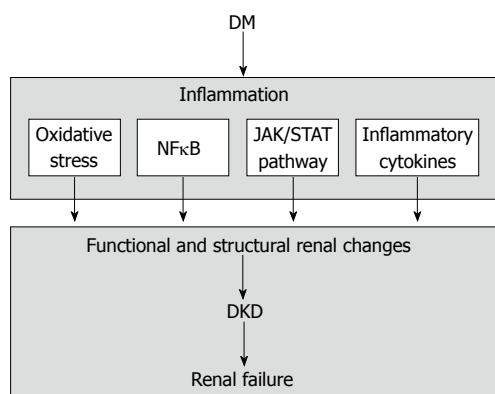 DM
Inflammation
Oxidative
stress
NFκB
JAK/STAT
pathway
Inflammatory
cytokines
Functional and structural renal changes
DKD
Renal failure